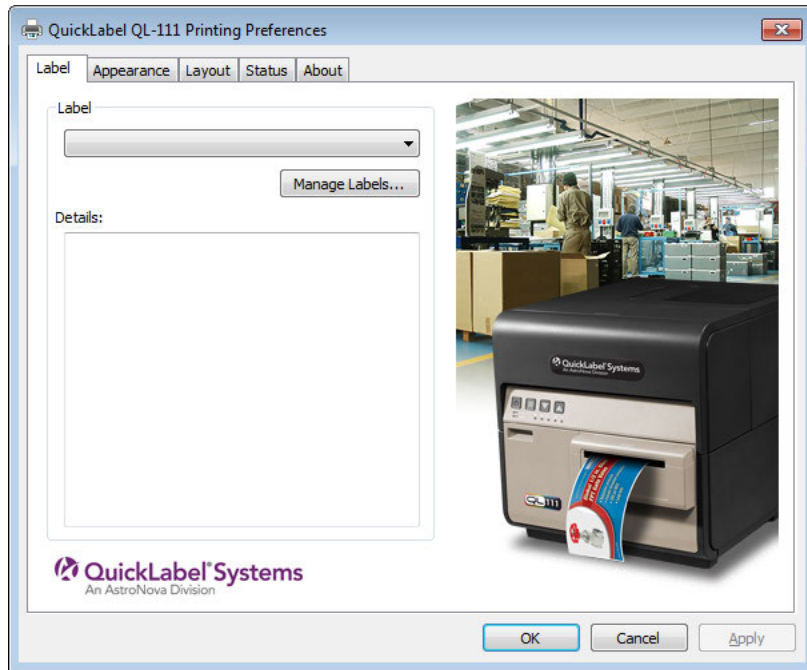 QuickLabel QL-111 Printing Preferences
Label Appearance Layout Status About
Label
Manage Labels...
Details:
QuickLabel Systems
An AstroNova Division
QL-111
QuickLabel® Systems
An AstroNova Division
OK Cancel Apply